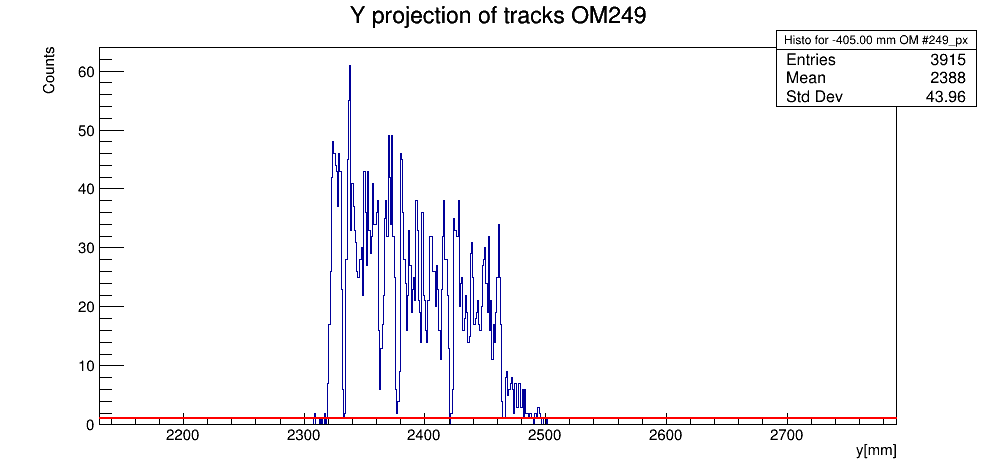 Y projection of tracks OM249
Histo for -405.00 mm OM #249_px
Entries 3915
Mean 2388
Std Dev 43.96
Counts
60
50
40
30
20
10
0
2200 2300 2400 2500 2600 2700
y[mm]